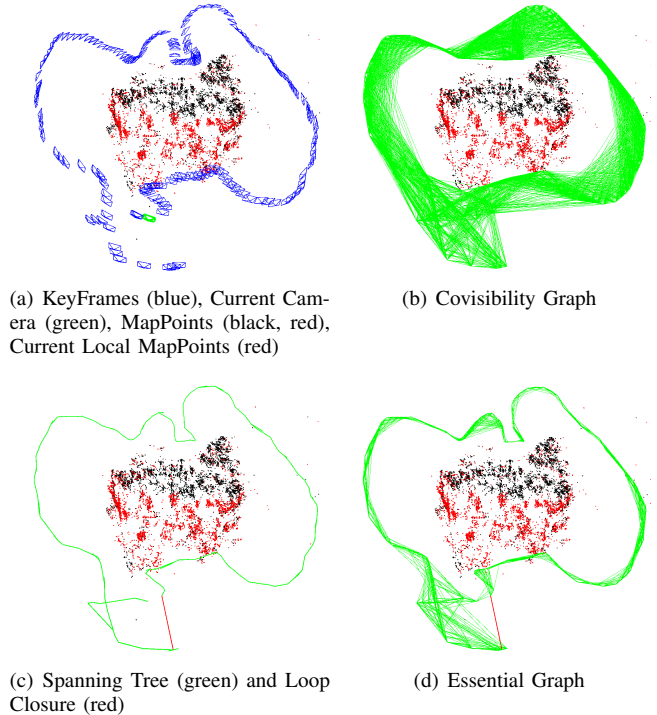 (a) KeyFrames (blue), Current Cam-
era (green), MapPoints (black, red),
Current Local MapPoints (red)
(b) Covisibility Graph
(c) Spanning Tree (green) and Loop
Closure (red)
(d) Essential Graph